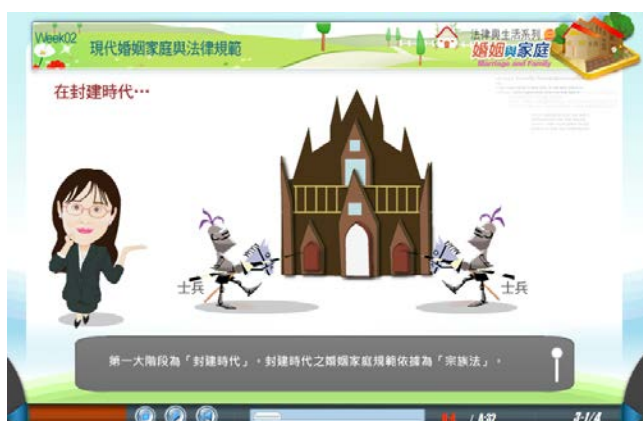 Week02
現代婚姻家庭與法律規範
法律與生活系列
婚姻與家庭
Marriage and Family
在封建時代…
士兵
士兵
第一大階段為「封建時代」，封建時代之婚姻家庭規範依據為「宗族法」。
3-1/4